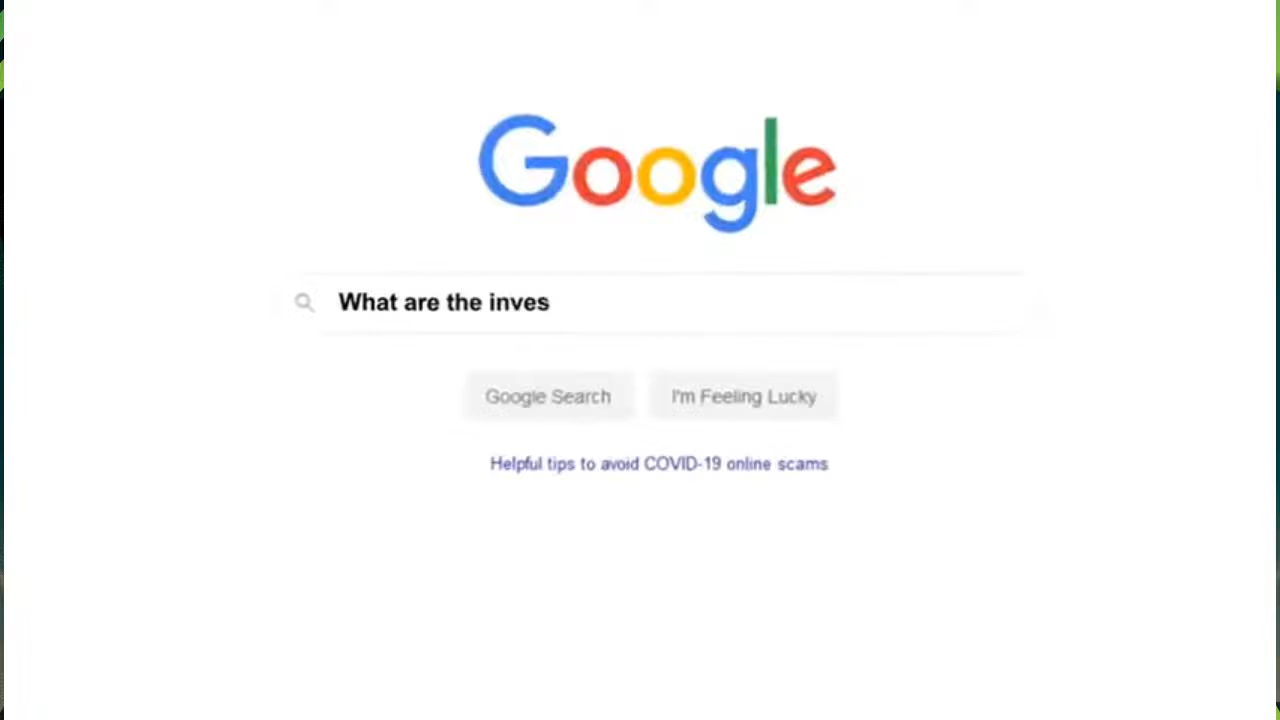 Google
What are the inves
Google Search I'm Feeling Lucky
Helpful tips to avoid COVID-19 online scams